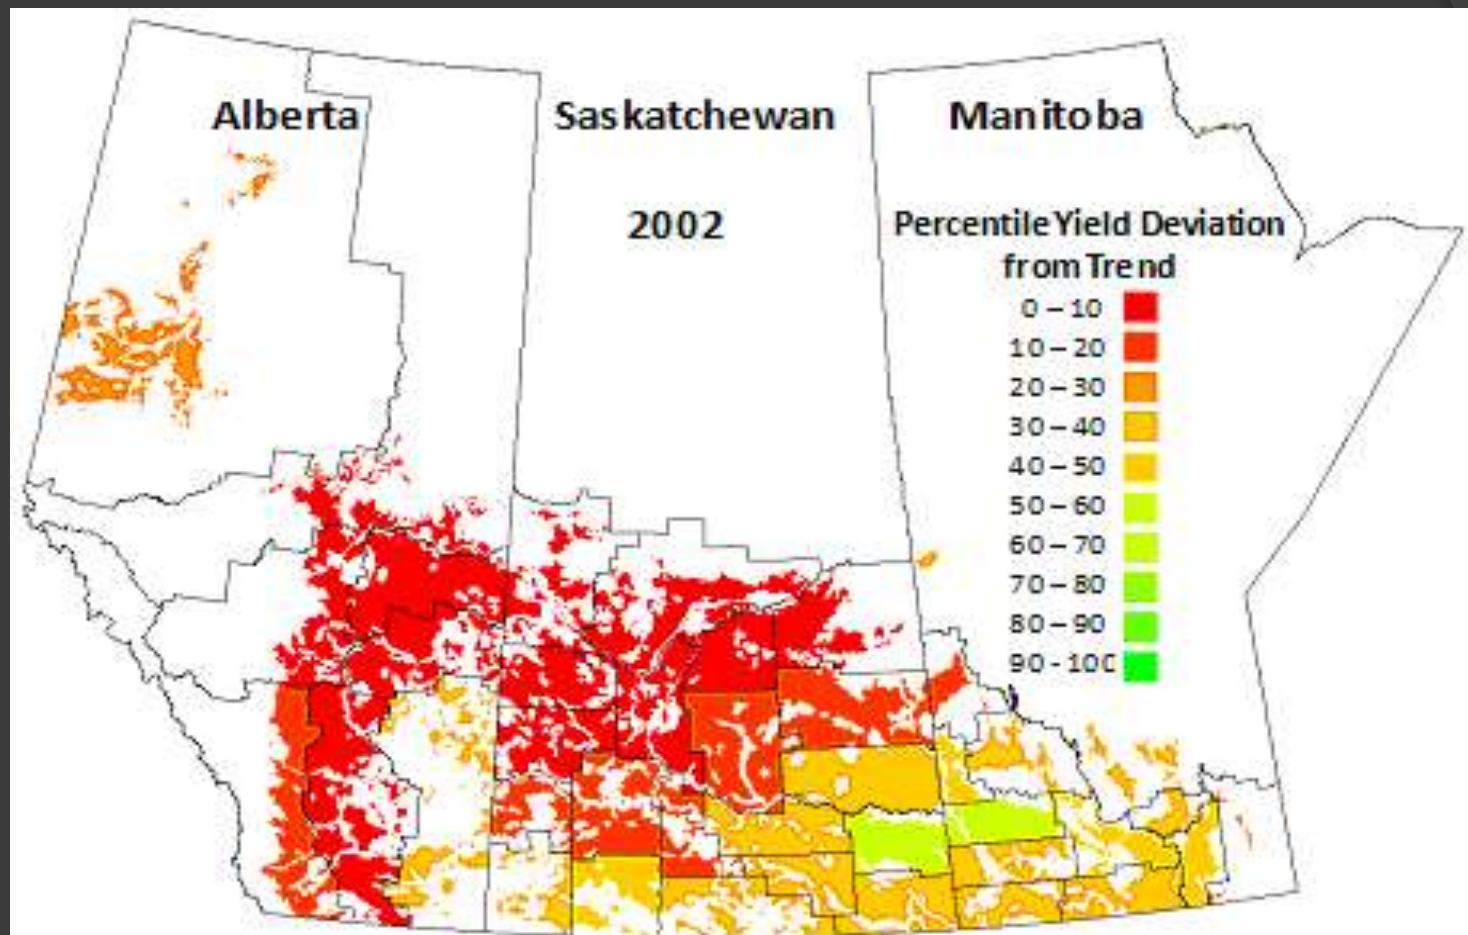 Alberta
Saskatchewan
Manitoba
2002
Percentile Yield Deviation
from Trend
0 – 10
10 – 20
20 – 30
30 – 40
40 – 50
50 – 60
60 – 70
70 – 80
80 – 90
90 - 100